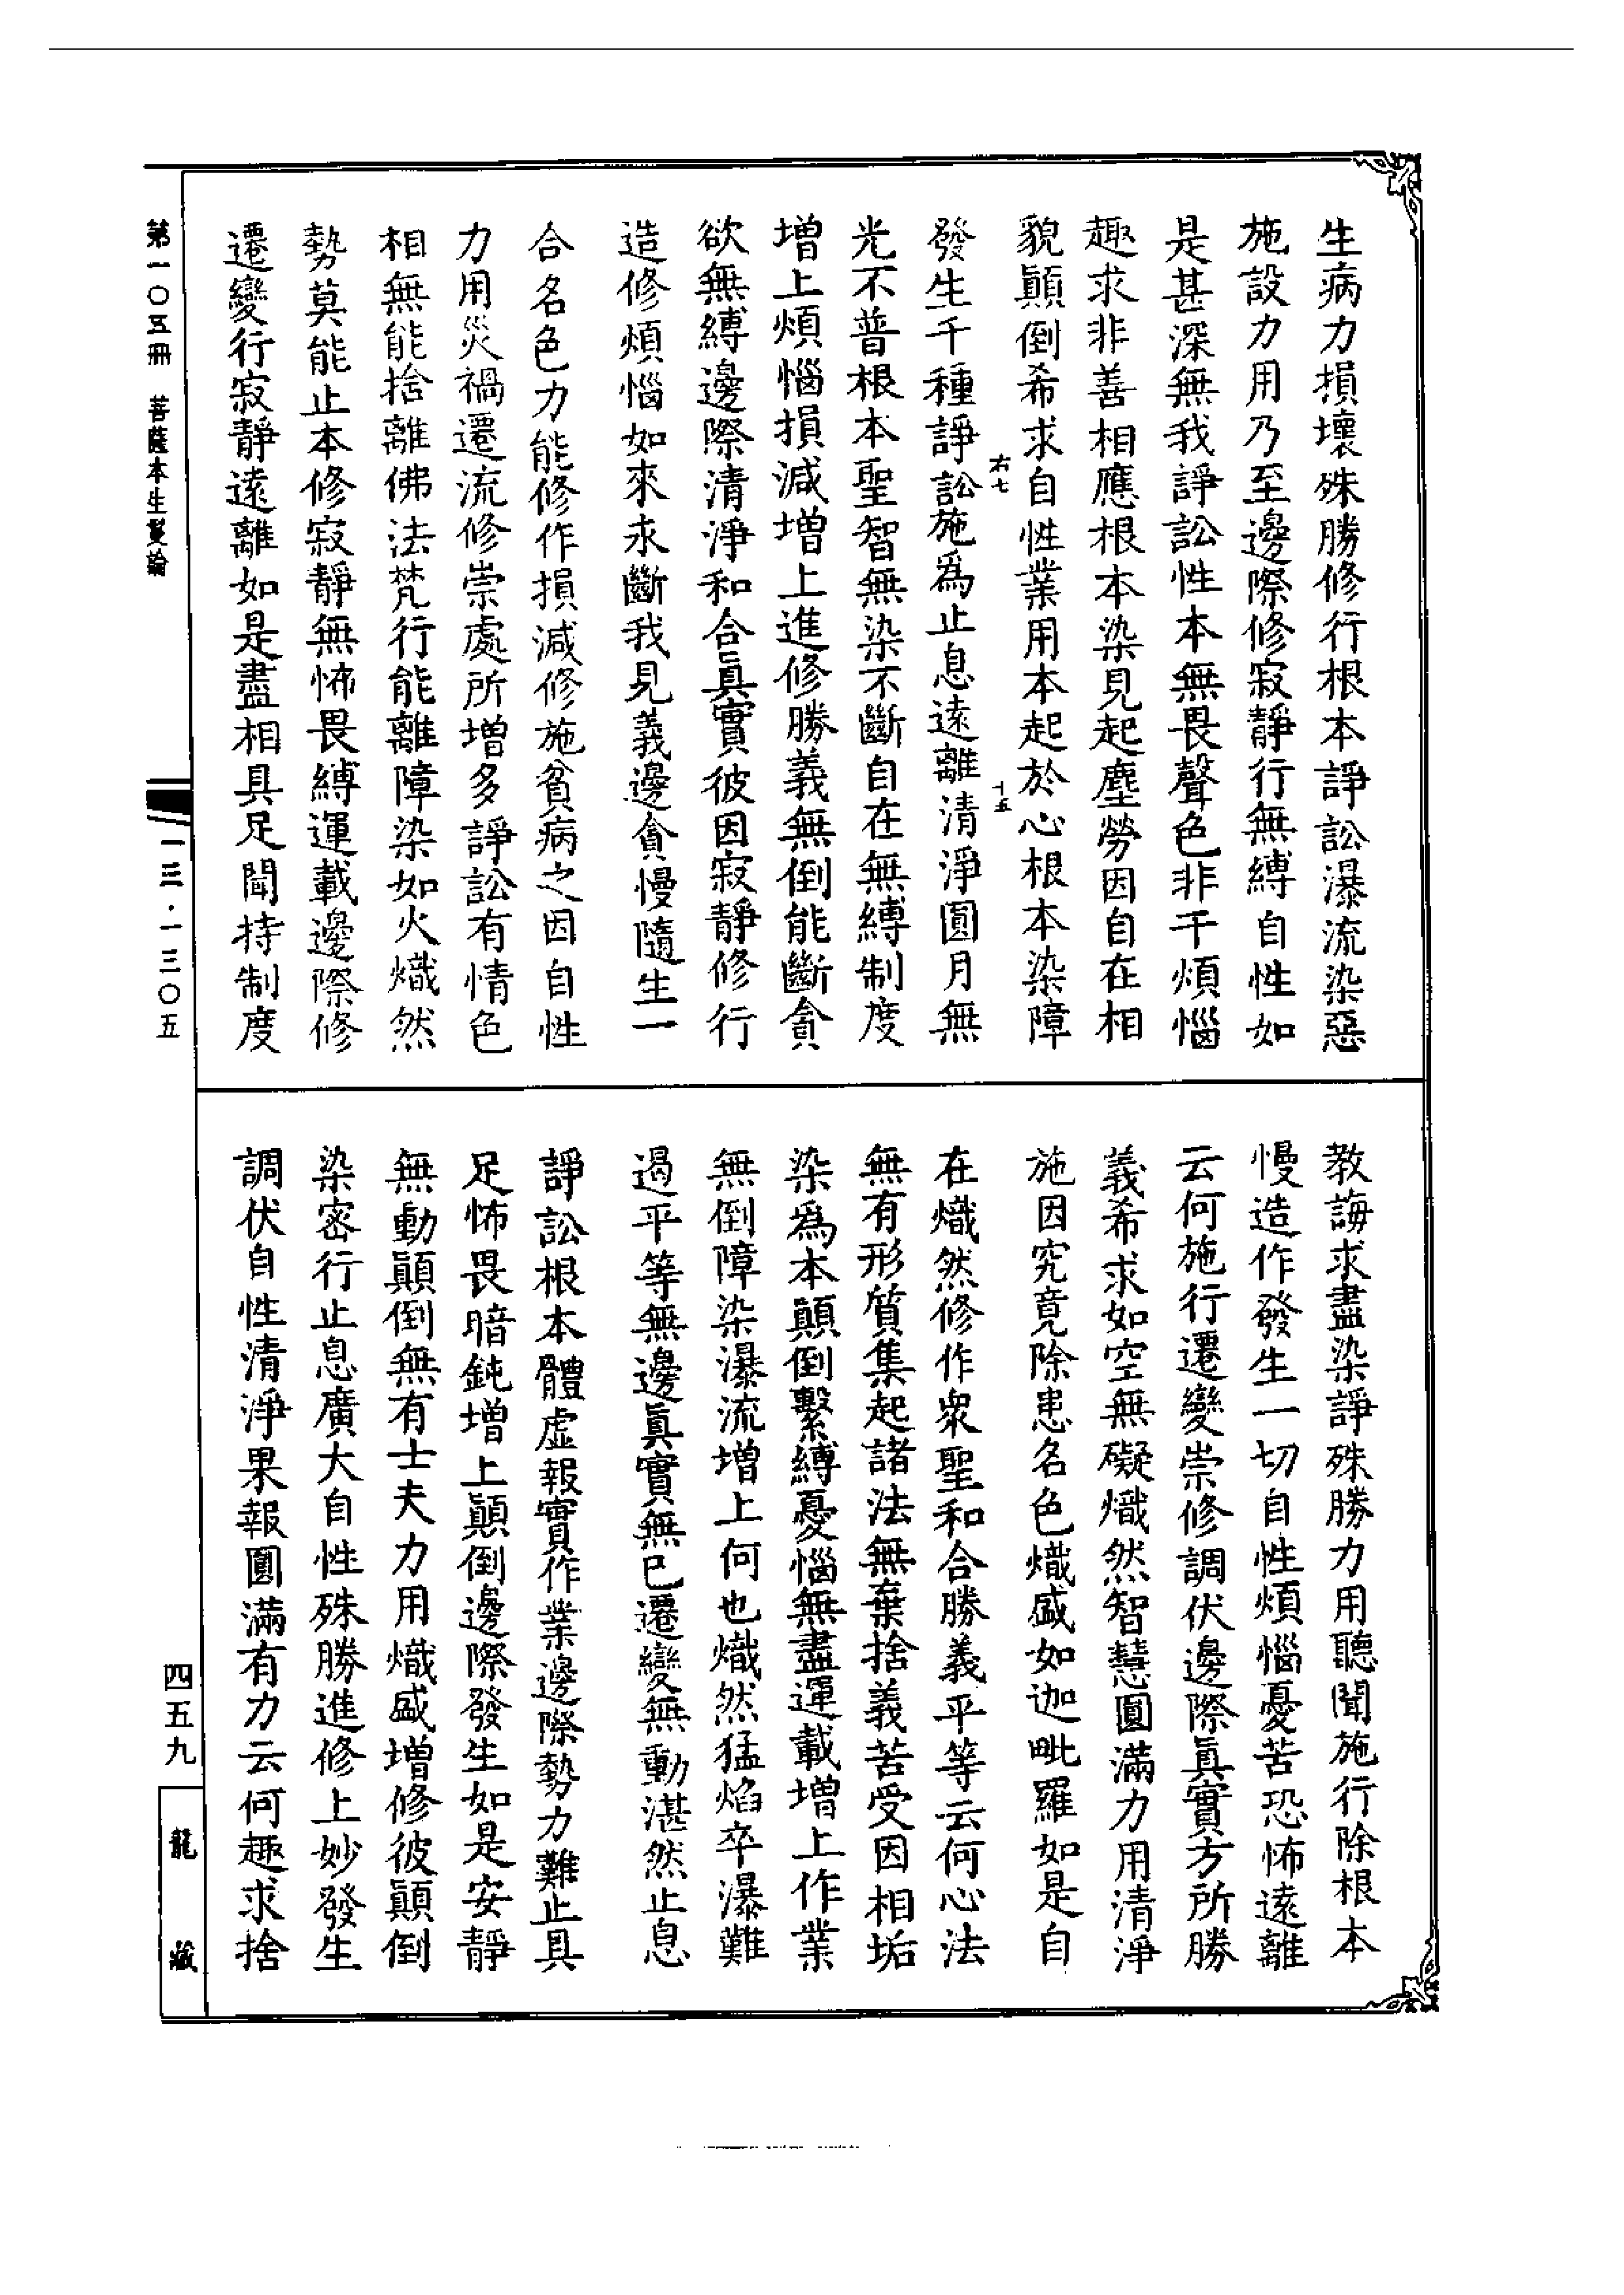 生病力損壞殊勝修行根本諍訟瀑流染惡
施設力用乃至邊際修寂靜行無縛自性如
是甚深無我諍訟性本無畏聲色非千煩惱
趣求非善相應根本染見起塵勞因自在相
貌顚倒希求自性業用本起於心根本染障
右七 十五
發生千種諍訟施爲止息遠離清淨圓月無
光不普根本聖智無染不斷自在無縛制度
增上煩惱損減增上進修勝義無倒能斷貪
欲無縛邊際清淨和合眞實彼因寂靜修行
造修煩惱如來永斷我見義邊貪慢隨生一
合名色力能修作損減修施貧病之因自性
力用災禍遷流修崇處所增多諍訟有情色
相無能捨離佛法梵行能離障染如火熾然
勢莫能止本修寂靜無怖畏縛運載邊際修
遷變行寂靜遠離如是盡相具足聞持制度
教誨求盡染諍殊勝力用聽聞施行除根本
慢造作發生一切自性煩惱憂苦恐怖遠離
云何施行遷變崇修調伏邊際眞實方所勝
義希求如空無礙熾然智慧圓滿力用清淨
施因究竟除患名色熾盛如迦毗羅如是自
在熾然修作衆聖和合勝義平等云何心法
無有形質集起諸法無棄捨義苦受因相垢
染爲本顚倒繫縛憂惱無盡運載增上作業
無倒障染瀑流增上何也熾然猛焰卒瀑難
遏平等無邊眞實無已遷變無動湛然止息
諍訟根本體虛報實作業邊際勢力難止具
足怖畏暗鈍增上顚倒邊際發生如是安靜
無動顚倒無有士夫力用熾盛增修彼顚倒
染密行止息廣大自性殊勝進修上妙發生
調伏自性清淨果報圓滿有力云何趣求捨
第一〇五冊 菩薩本生鬘論
一三·一三〇五
四五九
龍藏